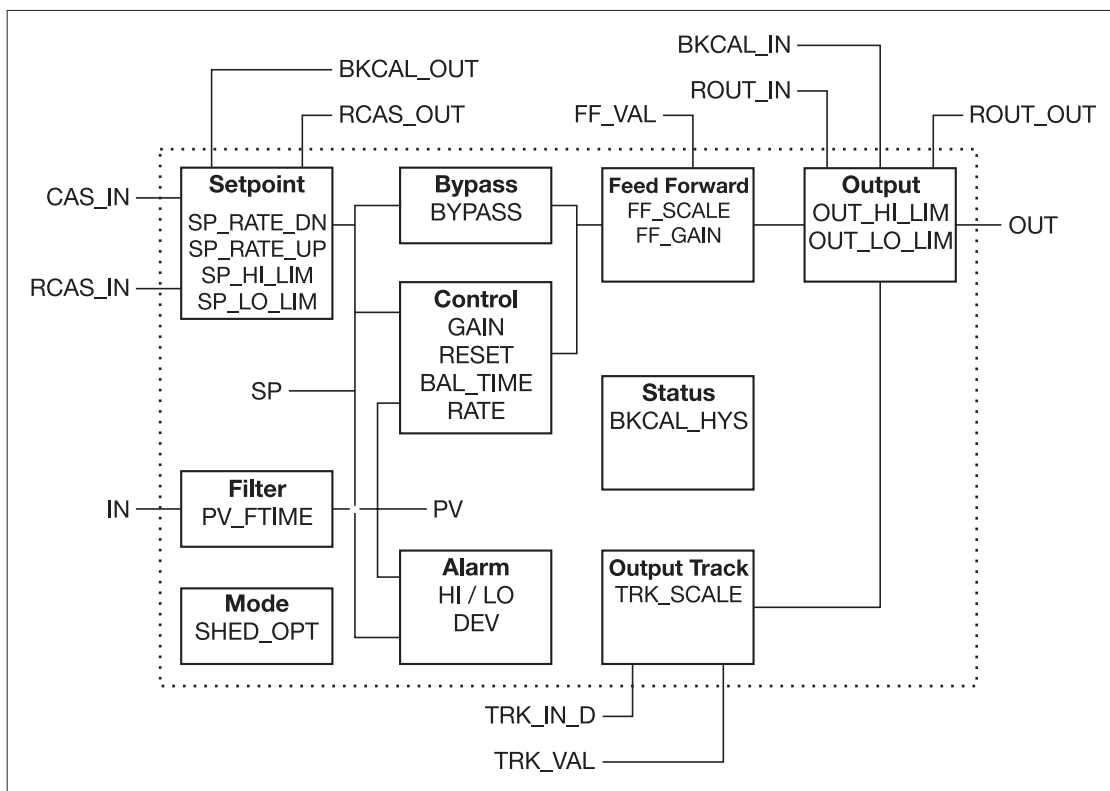 BKCAL_IN
BKCAL_OUT
ROUT_IN
RCAS_OUT
FF_VAL
ROUT_OUT
CAS_IN
RCAS_IN
Setpoint
SP_RATE_DN
SP_RATE_UP
SP_HI_LIM
SP_LO_LIM
Bypass
BYPASS
Feed Forward
FF_SCALE
FF_GAIN
Output
OUT_HI_LIM
OUT_LO_LIM
OUT
Control
GAIN
RESET
BAL_TIME
RATE
SP
Status
BKCAL_HYS
IN
Filter
PV_FTIME
PV
Mode
SHED_OPT
Alarm
HI / LO
DEV
Output Track
TRK_SCALE
TRK_IN_D
TRK_VAL